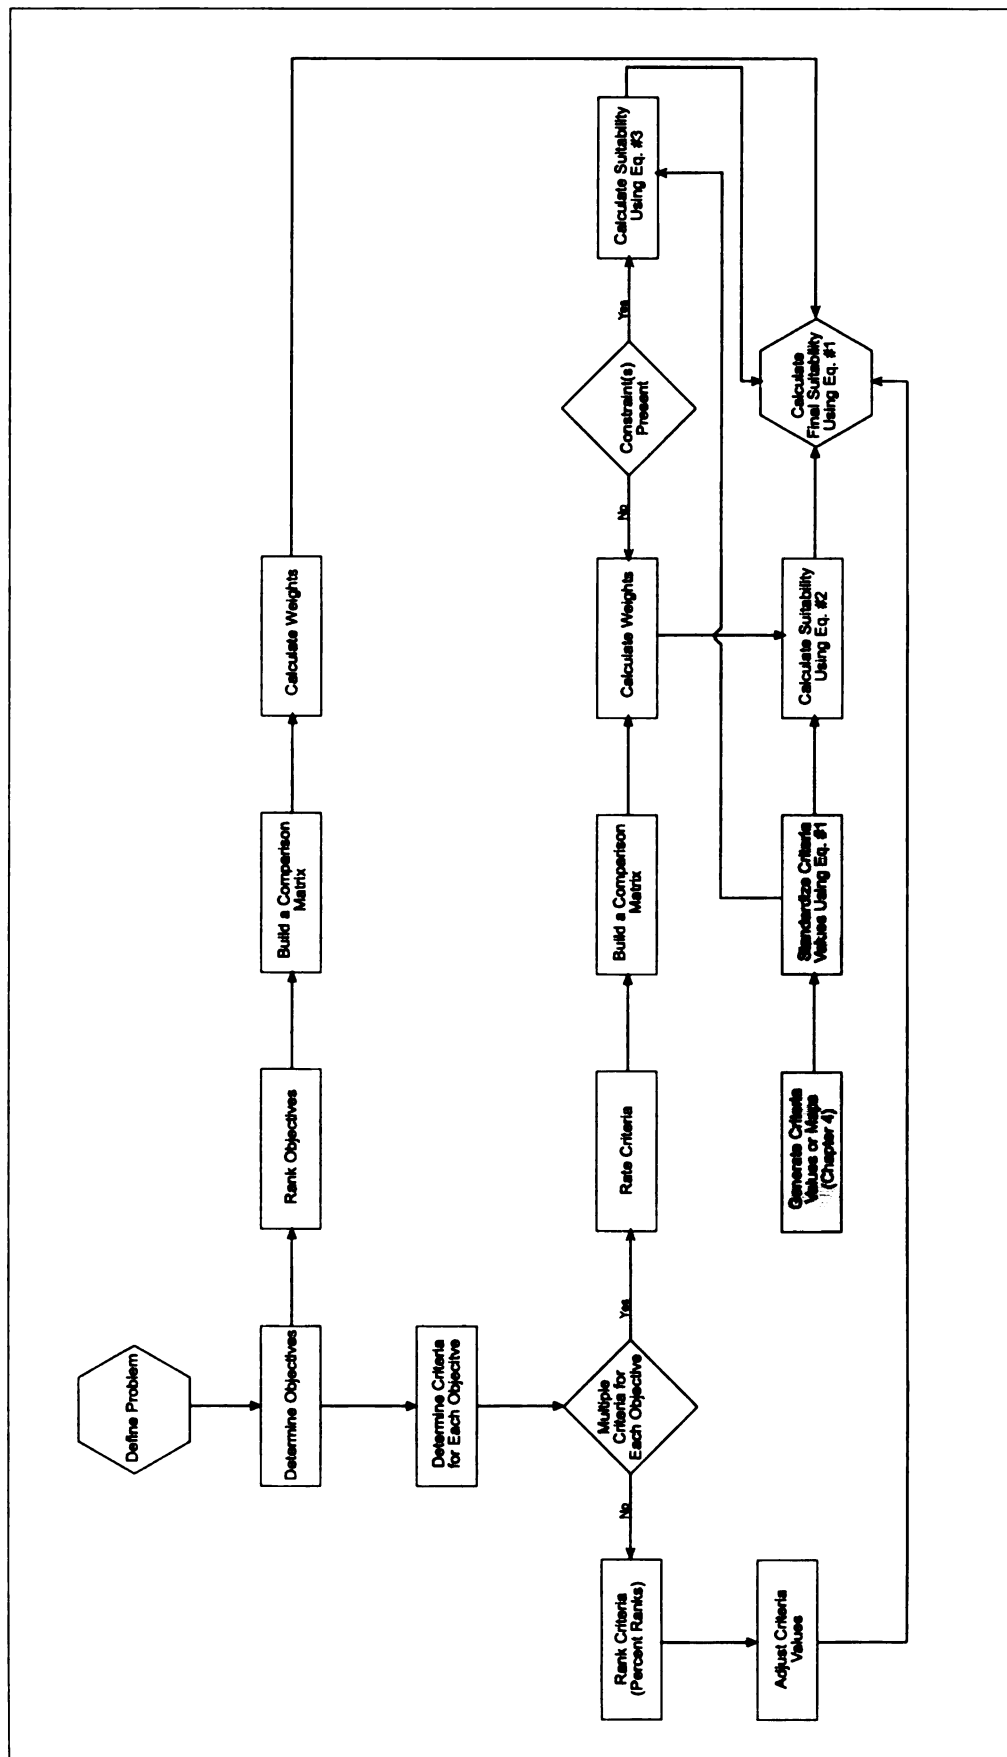 Define Problem
Determine Objectives
Rank Objectives
Build a Comparison
Matrix
Calculate Weights
Determine Criteria
for Each Objecitve
Multiple
Criteria for
Each Objective
Yes
No
Rate Criteria
Build a Comparison
Matrix
Calculate Weights
No
Constraint(s)
Present
Yes
Calculate Suitability
Using Eq. #3
Rank Criteria
(Percent Ranks)
Adjust Criteria
Values
Generate Criteria
Values or Maps
(Chapter 4)
Standardize Criteria
Values Using Eq. #1
Calculate Suitability
Using Eq. #2
Calculate
Final Suitability
Using Eq. #1